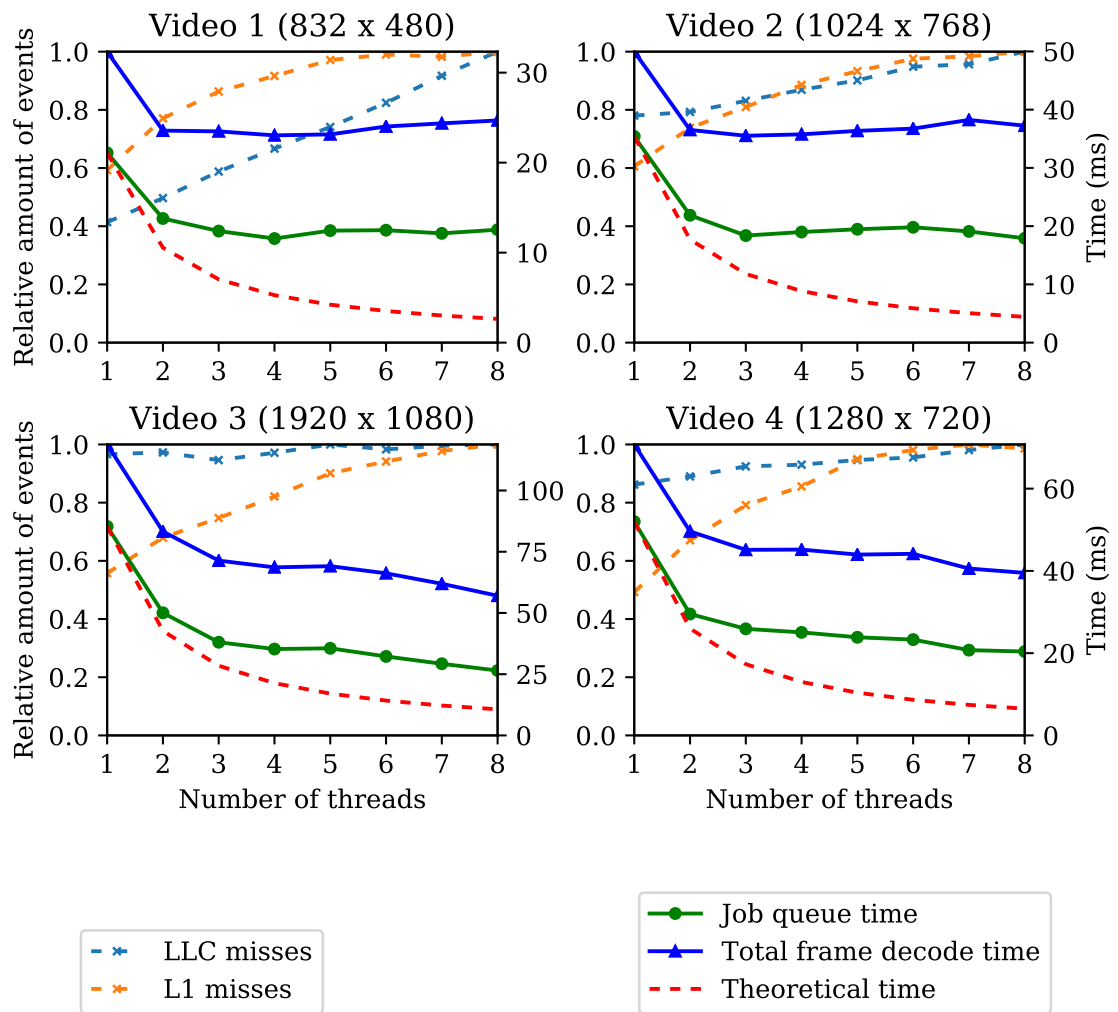 Video 1 (832 x 480)
Relative amount of events
1.0
0.8
0.6
0.4
0.2
0.0
30
20
10
0
1 2 3 4 5 6 7 8
Video 2 (1024 x 768)
1.0
0.8
0.6
0.4
0.2
0.0
50
40
30
20
10
0
Time (ms)
1 2 3 4 5 6 7 8
Video 3 (1920 x 1080)
Relative amount of events
1.0
0.8
0.6
0.4
0.2
0.0
100
75
50
25
0
1 2 3 4 5 6 7 8
Number of threads
Video 4 (1280 x 720)
1.0
0.8
0.6
0.4
0.2
0.0
60
40
20
0
Time (ms)
1 2 3 4 5 6 7 8
Number of threads
LLC misses
L1 misses
Job queue time
Total frame decode time
Theoretical time